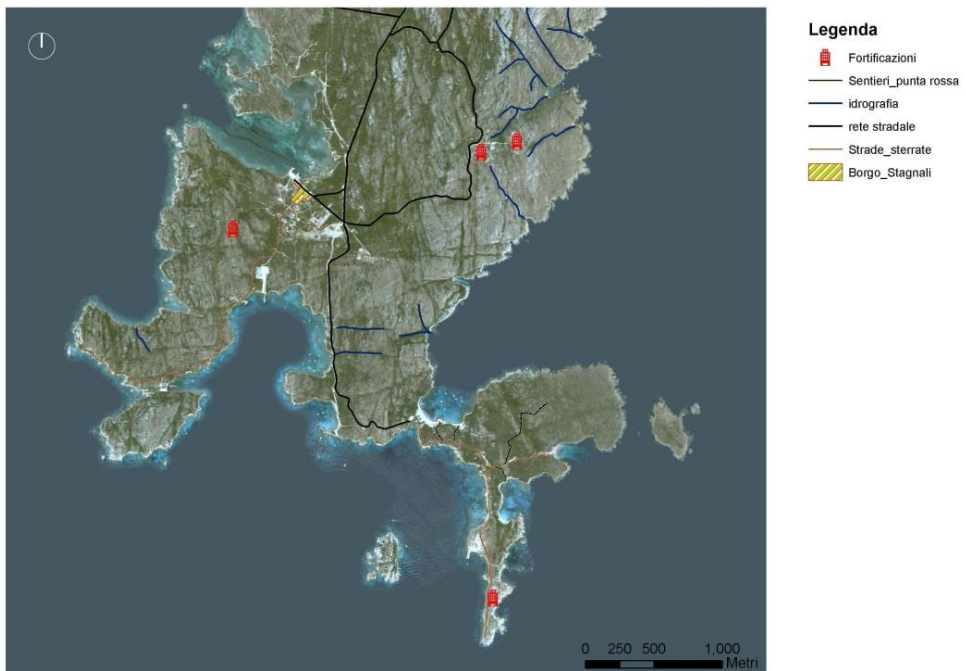 Legenda
Fortificazioni
Sentieri_punta rossa
idrografia
rete stradale
Strade_sterrate
Borgo_Stagnali
0 250 500 1,000
Metri